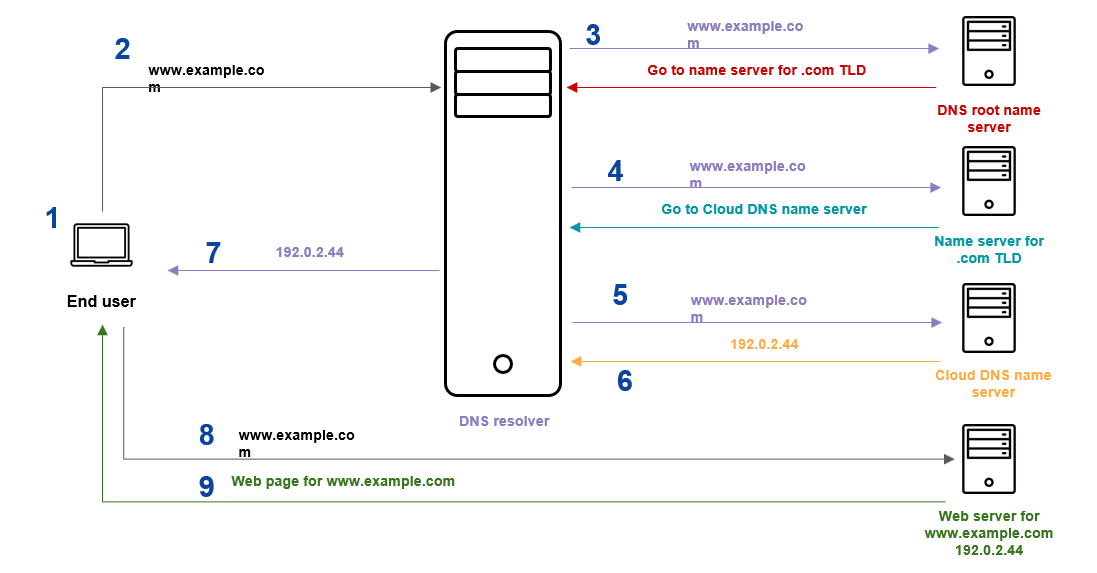 2
www.example.co
m
3
www.example.co
m
Go to name server for .com TLD
DNS root name
server
4
www.example.co
m
Go to Cloud DNS name server
Name server for
.com TLD
1
End user
7
192.0.2.44
5
www.example.co
m
192.0.2.44
6
Cloud DNS name
server
DNS resolver
8
www.example.co
m
9
Web page for www.example.com
Web server for
www.example.com
192.0.2.44